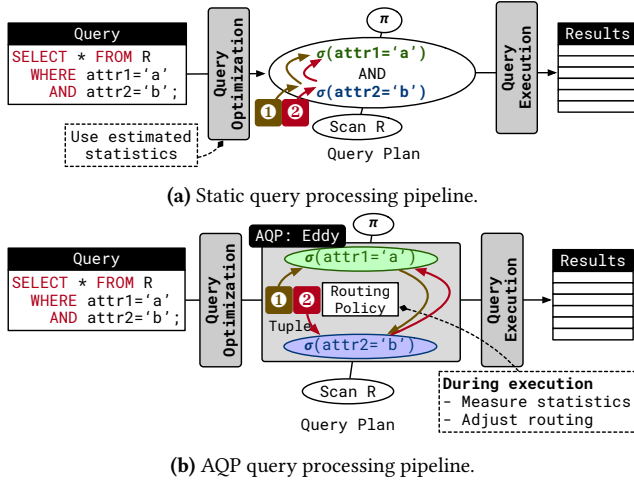 Query
SELECT * FROM R
WHERE attr1=‘a’
AND attr2=‘b’;
Query
Optimization
Use estimated
statistics
π
σ(attr1=‘a’)
AND
σ(attr2=‘b’)
❶ ❷
Scan R
Query Plan
Query
Execution
Results
(a) Static query processing pipeline.
Query
SELECT * FROM R
WHERE attr1=‘a’
AND attr2=‘b’;
Query
Optimization
AQP: Eddy
π
σ(attr1=‘a’)
❶ ❷
Tuple
Routing
Policy
σ(attr2=‘b’)
Scan R
Query Plan
Query
Execution
Results
During execution
- Measure statistics
- Adjust routing
(b) AQP query processing pipeline.